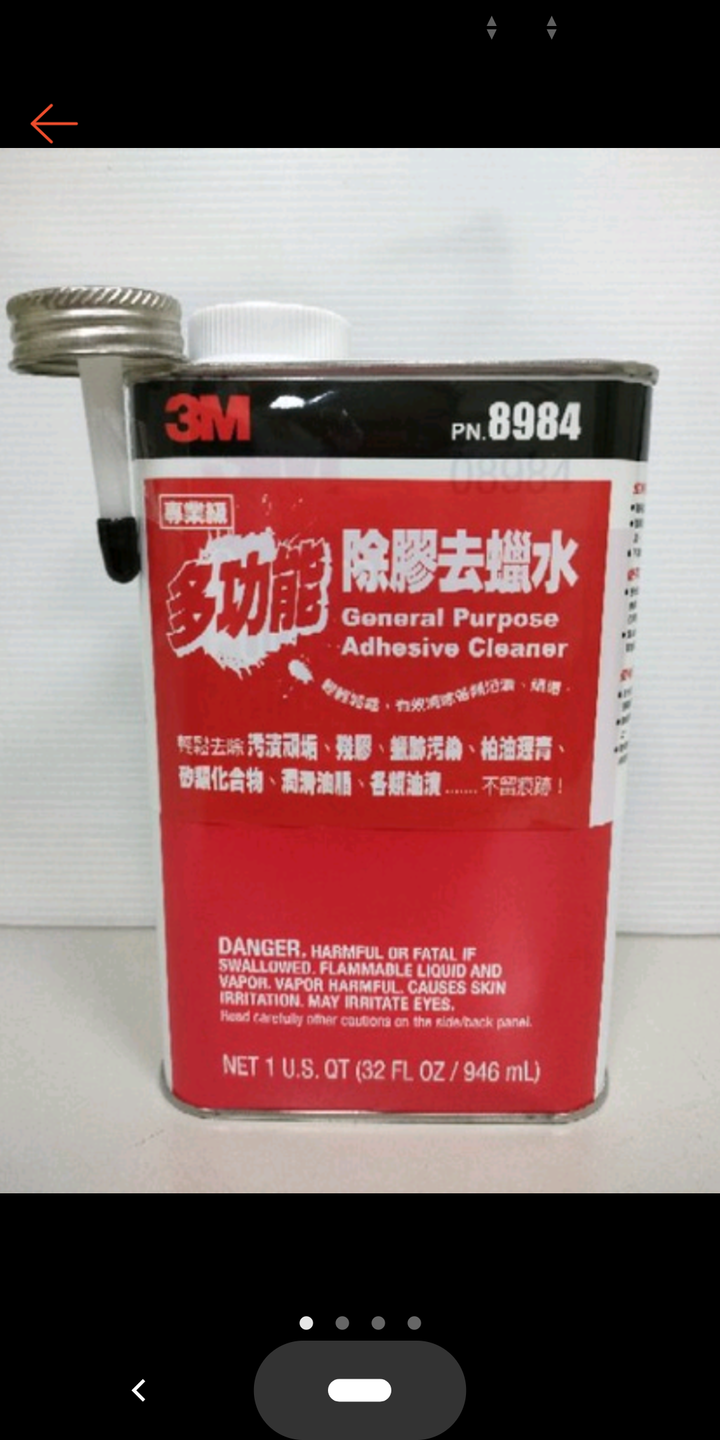 3M
PN.8984
08984
專業級
多功能
除膠去蠟水
General Purpose
Adhesive Cleaner
輕鬆去除 污漬頑垢、殘膠、蠟跡污染、柏油瀝青、
矽類化合物、潤滑油脂、各類油漬....... 不留痕跡！
DANGER. HARMFUL OR FATAL IF
SWALLOWED. FLAMMABLE LIQUID AND
VAPOR. VAPOR HARMFUL. CAUSES SKIN
IRRITATION. MAY IRRITATE EYES.
Read carefully other cautions on the side/back panel.
NET 1 U.S. QT (32 FL OZ / 946 mL)